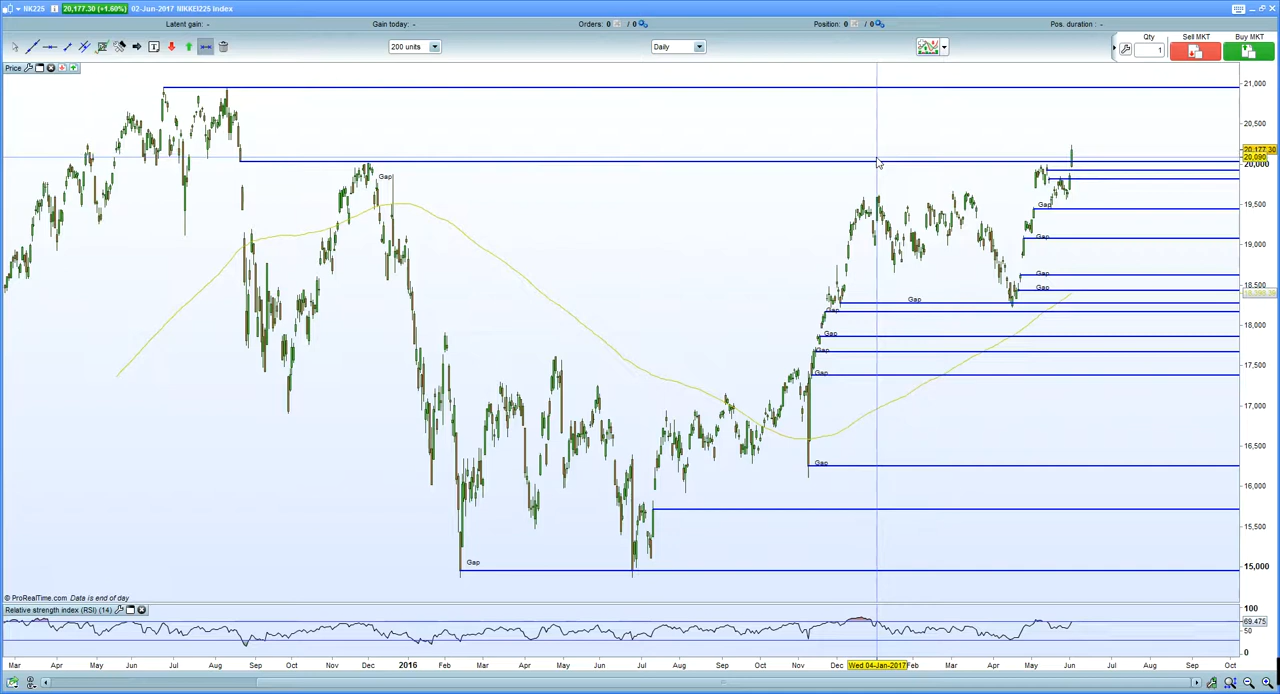 NK225 20,177.30 (+1.60%) 02-Jun-2017 NIKKEI225 Index
Latent gain: - Gain today: - Orders: 0 / 0 Position: 0 / 0 Pos. duration : -
200 units Daily Qty Sell MKT Buy MKT
1
Price
21,000
20,500
20,177.30
20,090
20,000
Gap
19,500
Gap
Gap
19,000
Gap
18,500
Gap
Gap
Gap
18,000
Gap
Gap
17,500
Gap
17,000
16,500
Gap
16,000
15,500
Gap
15,000
© ProRealTime.com Data is end of day
Relative strength index (RSI) (14)
100
69.475
50
0
Mar Apr May Jun Jul Aug Sep Oct Nov Dec 2016 Feb Mar Apr May Jun Jul Aug Sep Oct Nov Dec Wed 04-Jan-2017 Feb Mar Apr May Jun Jul Aug Sep Oct